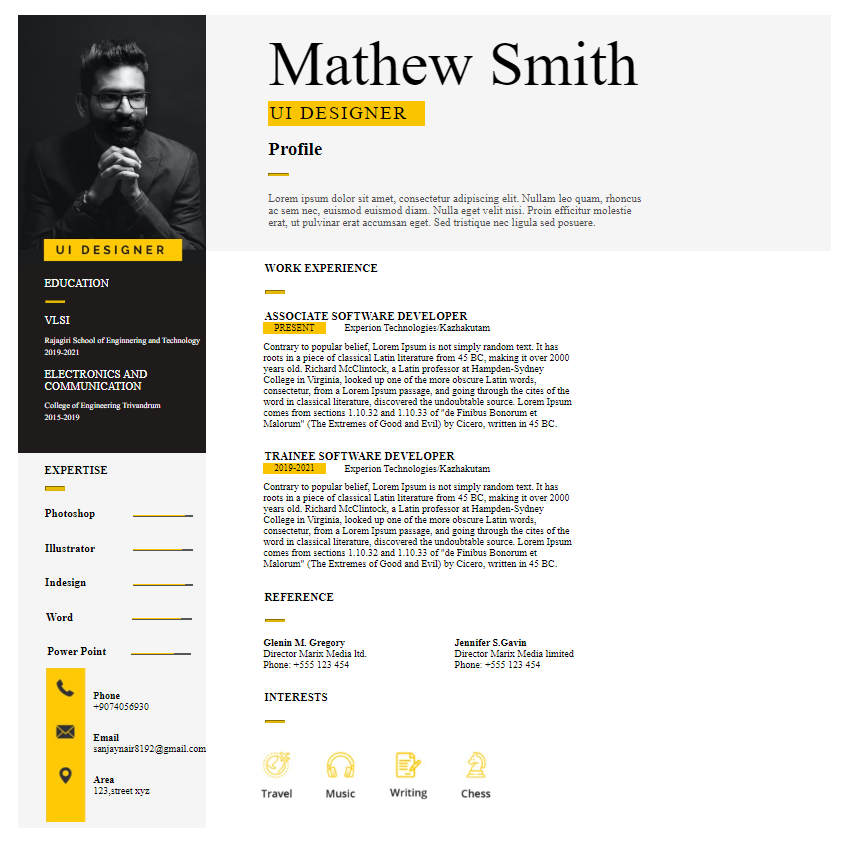 Mathew Smith
UI DESIGNER
Profile
Lorem ipsum dolor sit amet, consectetur adipiscing elit. Nullam leo quam, rhoncus
ac sem nec, euismod euismod diam. Nulla eget velit nisi. Proin efficitur molestie
erat, ut pulvinar erat accumsan eget. Sed tristique nec ligula sed posuere.
UI DESIGNER
EDUCATION
VLSI
Rajagiri School of Enginnering and Technology
2019-2021
ELECTRONICS AND
COMMUNICATION
College of Engineering Trivandrum
2015-2019
EXPERTISE
Photoshop
Illustrator
Indesign
Word
Power Point
Phone
+9074056930
Email
sanjaynair8192@gmail.com
Area
123,street xyz
WORK EXPERIENCE
ASSOCIATE SOFTWARE DEVELOPER
PRESENT Experion Technologies/Kazhakutam
Contrary to popular belief, Lorem Ipsum is not simply random text. It has
roots in a piece of classical Latin literature from 45 BC, making it over 2000
years old. Richard McClintock, a Latin professor at Hampden-Sydney
College in Virginia, looked up one of the more obscure Latin words,
consectetur, from a Lorem Ipsum passage, and going through the cites of the
word in classical literature, discovered the undoubtable source. Lorem Ipsum
comes from sections 1.10.32 and 1.10.33 of "de Finibus Bonorum et
Malorum" (The Extremes of Good and Evil) by Cicero, written in 45 BC.
TRAINEE SOFTWARE DEVELOPER
2019-2021 Experion Technologies/Kazhakutam
Contrary to popular belief, Lorem Ipsum is not simply random text. It has
roots in a piece of classical Latin literature from 45 BC, making it over 2000
years old. Richard McClintock, a Latin professor at Hampden-Sydney
College in Virginia, looked up one of the more obscure Latin words,
consectetur, from a Lorem Ipsum passage, and going through the cites of the
word in classical literature, discovered the undoubtable source. Lorem Ipsum
comes from sections 1.10.32 and 1.10.33 of "de Finibus Bonorum et
Malorum" (The Extremes of Good and Evil) by Cicero, written in 45 BC.
REFERENCE
Glenin M. Gregory
Director Marix Media ltd.
Phone: +555 123 454
Jennifer S.Gavin
Director Marix Media limited
Phone: +555 123 454
INTERESTS
Travel Music Writing Chess